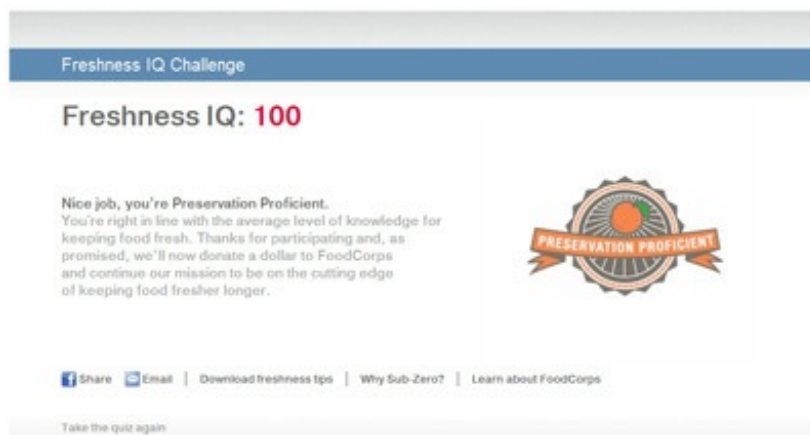 Freshness IQ Challenge
Freshness IQ: 100
Nice job, you're Preservation Proficient.
You're right in line with the average level of knowledge for
keeping food fresh. Thanks for participating and, as
promised, we'll now donate a dollar to FoodCorps
and continue our mission to be on the cutting edge
of keeping food fresher longer.
PRESERVATION PROFICIENT
Share Email | Download freshness tips | Why Sub-Zero? | Learn about FoodCorps
Take the quiz again